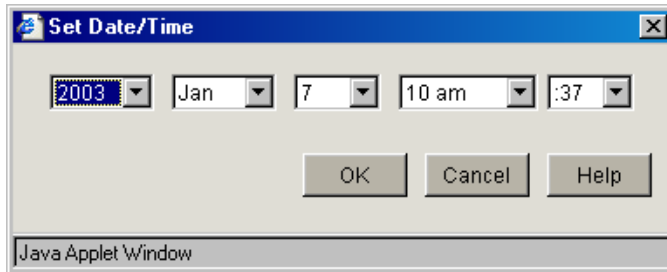 Set Date/Time
2003 Jan 7 10 am :37
OK Cancel Help
Java Applet Window